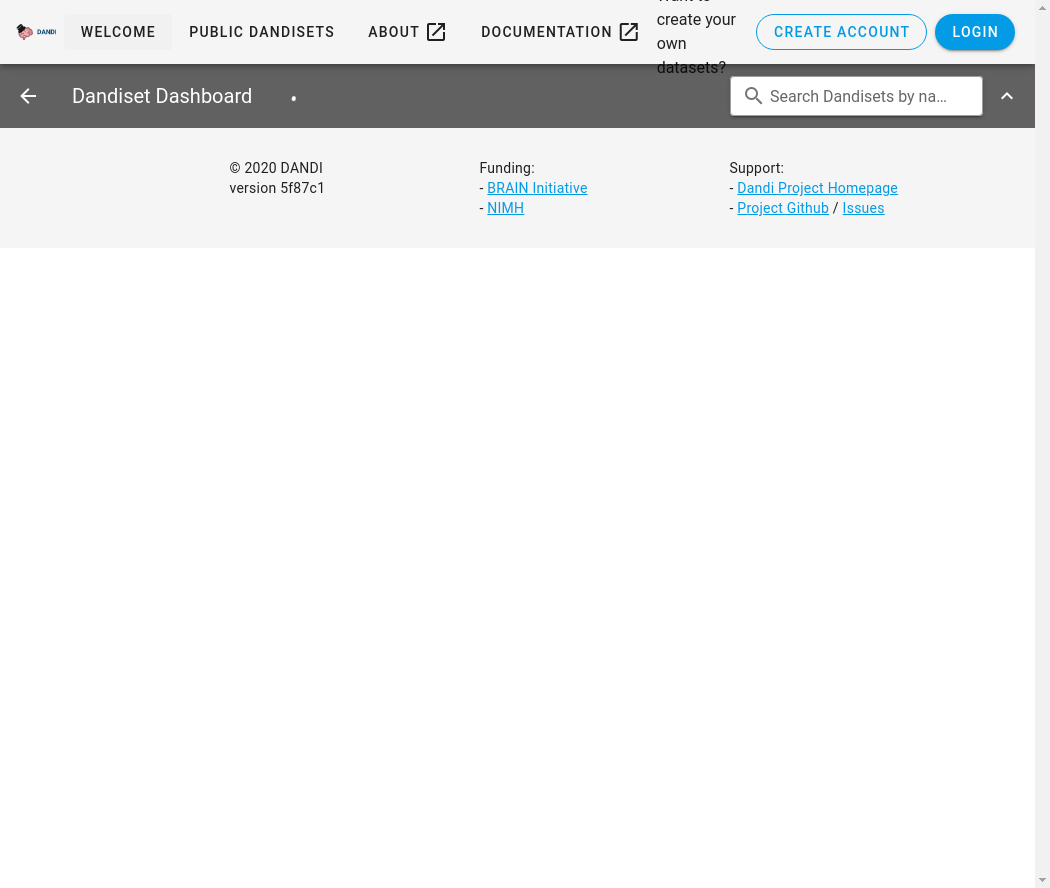 DANDI
WELCOME
PUBLIC DANDISETS
ABOUT
DOCUMENTATION
create your
own
datasets?
CREATE ACCOUNT
LOGIN
Dandiset Dashboard
Search Dandisets by na...
© 2020 DANDI
version 5f87c1
Funding:
- BRAIN Initiative
- NIMH
Support:
- Dandi Project Homepage
- Project Github / Issues